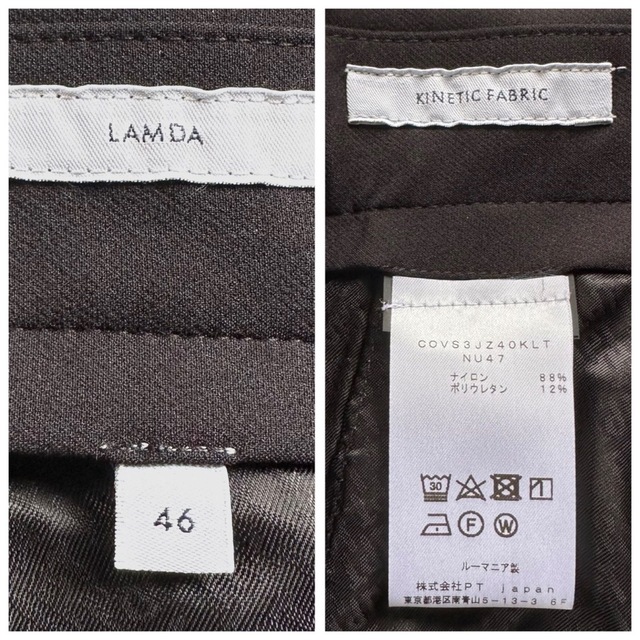 LAMDA
46
KINETIC FABRIC
COVS3JZ40KLT
NU47
ナイロン 88%
ポリウレタン 12%
30
F W
ルーマニア製
株式会社PT japan
東京都港区南青山5-13-3 6F